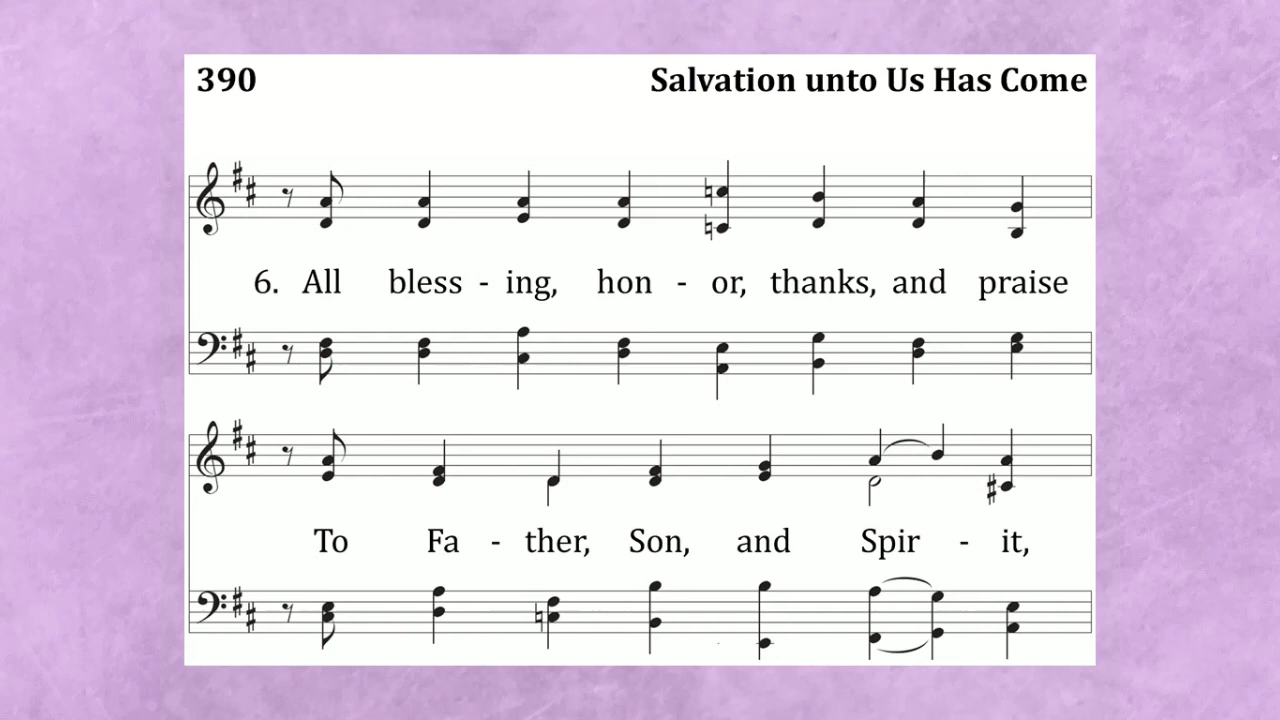 390 Salvation unto Us Has Come
6. All bless - ing, hon - or, thanks, and praise
To Fa - ther, Son, and Spir - it,